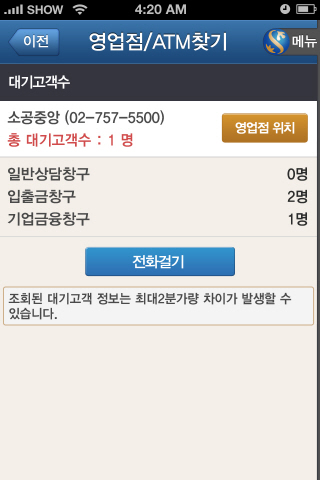 SHOW 4:20 AM
이전 영업점/ATM찾기 메뉴
대기고객수
소공중앙 (02-757-5500)
총 대기고객수 : 1 명
영업점 위치
일반상담창구 0명
입출금창구 2명
기업금융창구 1명
전화걸기
조회된 대기고객 정보는 최대2분가량 차이가 발생할 수
있습니다.